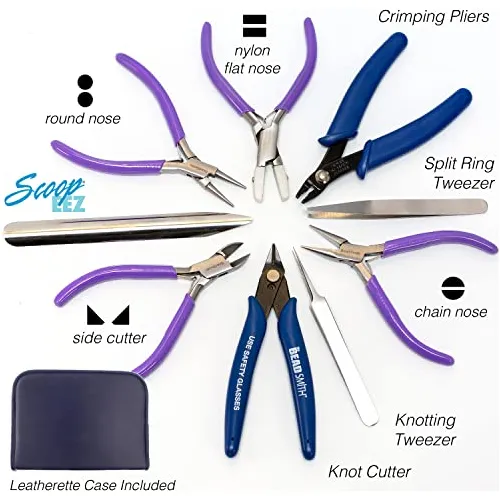 Crimping Pliers
nylon
flat nose
round nose
Split Ring
Tweezer
Scoop
EEZ
chain nose
side cutter
USE SAFETY GLASSES
THE BEADSMITH®
Knotting
Tweezer
Knot Cutter
Leatherette Case Included